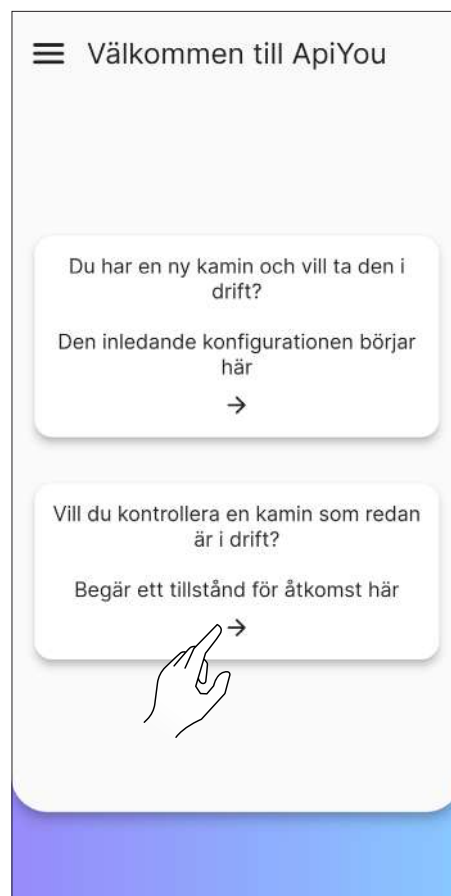 Välkommen till ApiYou
Du har en ny kamin och vill ta den i
drift?
Den inledande konfigurationen börjar
här
Vill du kontrollera en kamin som redan
är i drift?
Begär ett tillstånd för åtkomst här